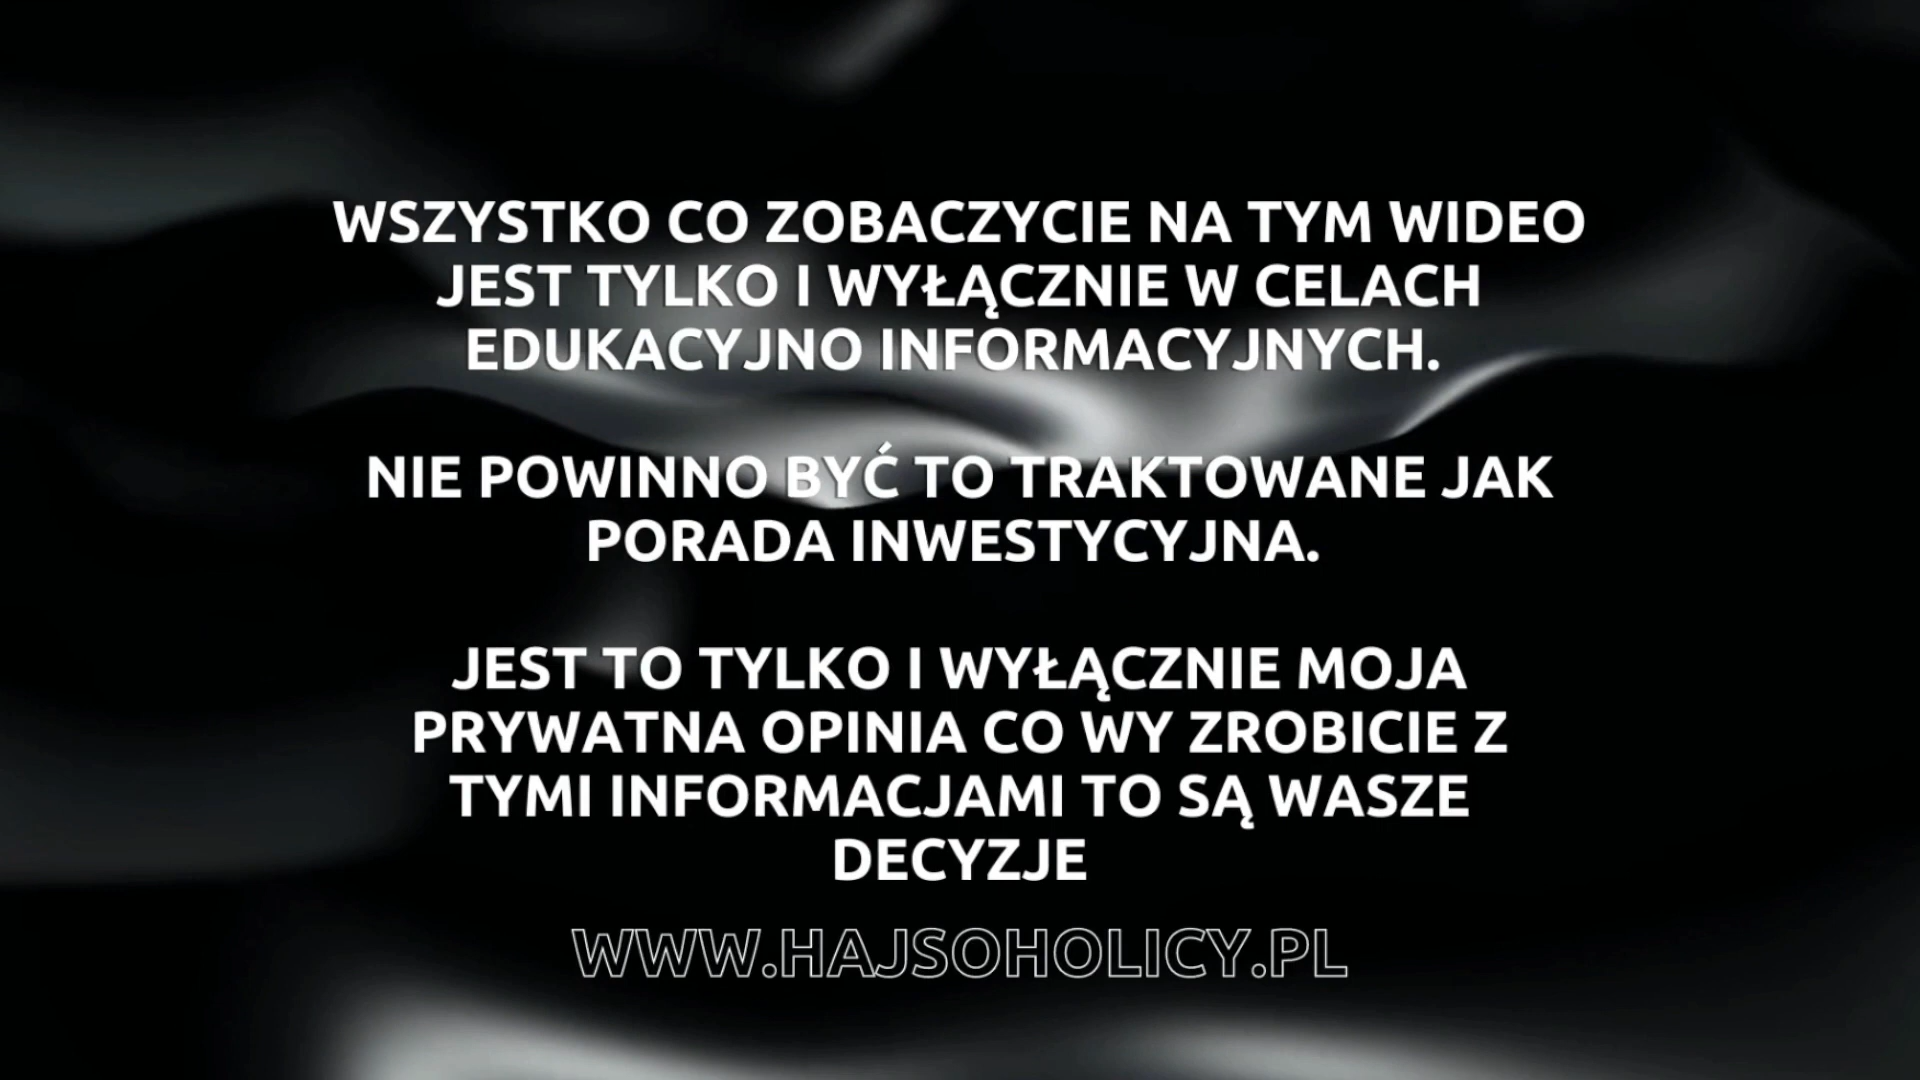 WSZYSTKO CO ZOBACZYCIE NA TYM WIDEO
JEST TYLKO I WYŁĄCZNIE W CELACH
EDUKACYJNO INFORMACYJNYCH.
NIE POWINNO BYĆ TO TRAKTOWANE JAK
PORADA INWESTYCYJNA.
JEST TO TYLKO I WYŁĄCZNIE MOJA
PRYWATNA OPINIA CO WY ZROBICIE Z
TYMI INFORMACJAMI TO SĄ WASZE
DECYZJE
WWW.HAJSOHOLICY.PL